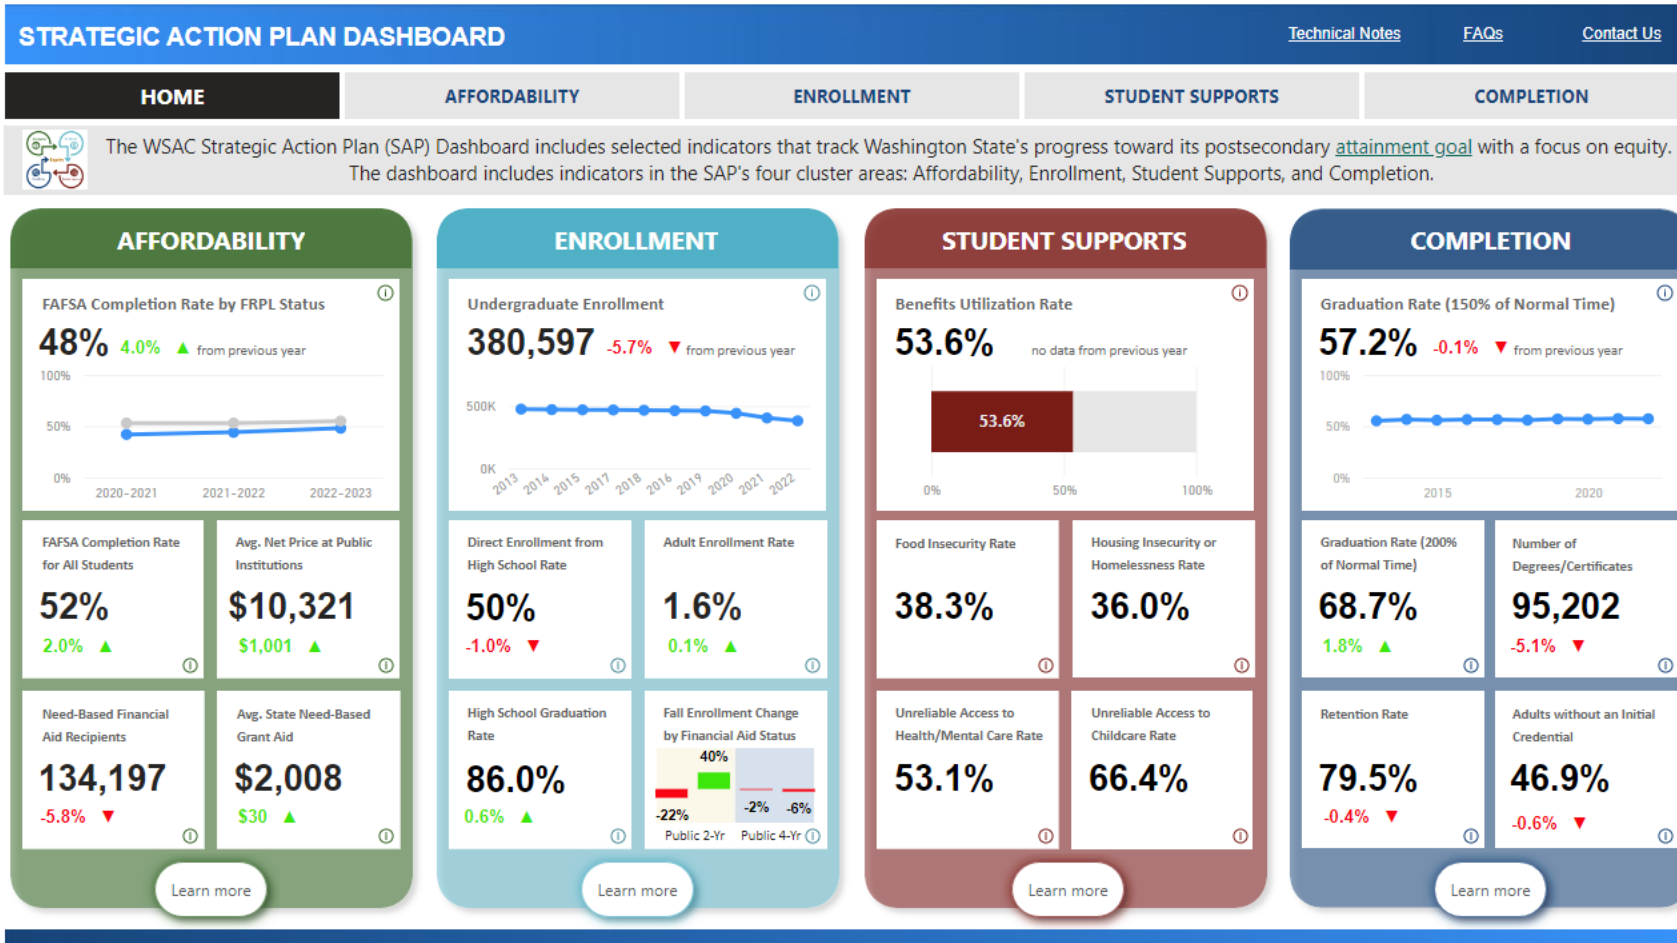 STRATEGIC ACTION PLAN DASHBOARD
Technical Notes
FAQs
Contact Us
HOME
AFFORDABILITY
ENROLLMENT
STUDENT SUPPORTS
COMPLETION
The WSAC Strategic Action Plan (SAP) Dashboard includes selected indicators that track Washington State's progress toward its postsecondary attainment goal with a focus on equity.
The dashboard includes indicators in the SAP's four cluster areas: Affordability, Enrollment, Student Supports, and Completion.
AFFORDABILITY
FAFSA Completion Rate by FRPL Status
48% 4.0% ▲ from previous year
100%
50%
0%
2020-2021 2021-2022 2022-2023
FAFSA Completion Rate
for All Students
52%
2.0% ▲
Avg. Net Price at Public
Institutions
$10,321
$1,001 ▲
Need-Based Financial
Aid Recipients
134,197
-5.8% ▼
Avg. State Need-Based
Grant Aid
$2,008
$30 ▲
Learn more
ENROLLMENT
Undergraduate Enrollment
380,597 -5.7% ▼ from previous year
500K
0K
2013 2014 2015 2017 2018 2016 2019 2020 2021 2022
Direct Enrollment from
High School Rate
50%
-1.0% ▼
Adult Enrollment Rate
1.6%
0.1% ▲
High School Graduation
Rate
86.0%
0.6% ▲
Fall Enrollment Change
by Financial Aid Status
40%
-22% -2% -6%
Public 2-Yr Public 4-Yr
Learn more
STUDENT SUPPORTS
Benefits Utilization Rate
53.6% no data from previous year
53.6%
0% 50% 100%
Food Insecurity Rate
38.3%
Housing Insecurity or
Homelessness Rate
36.0%
Unreliable Access to
Health/Mental Care Rate
53.1%
Unreliable Access to
Childcare Rate
66.4%
Learn more
COMPLETION
Graduation Rate (150% of Normal Time)
57.2% -0.1% ▼ from previous year
100%
50%
0%
2015 2020
Graduation Rate (200%
of Normal Time)
68.7%
1.8% ▲
Number of
Degrees/Certificates
95,202
-5.1% ▼
Retention Rate
79.5%
-0.4% ▼
Adults without an Initial
Credential
46.9%
-0.6% ▼
Learn more